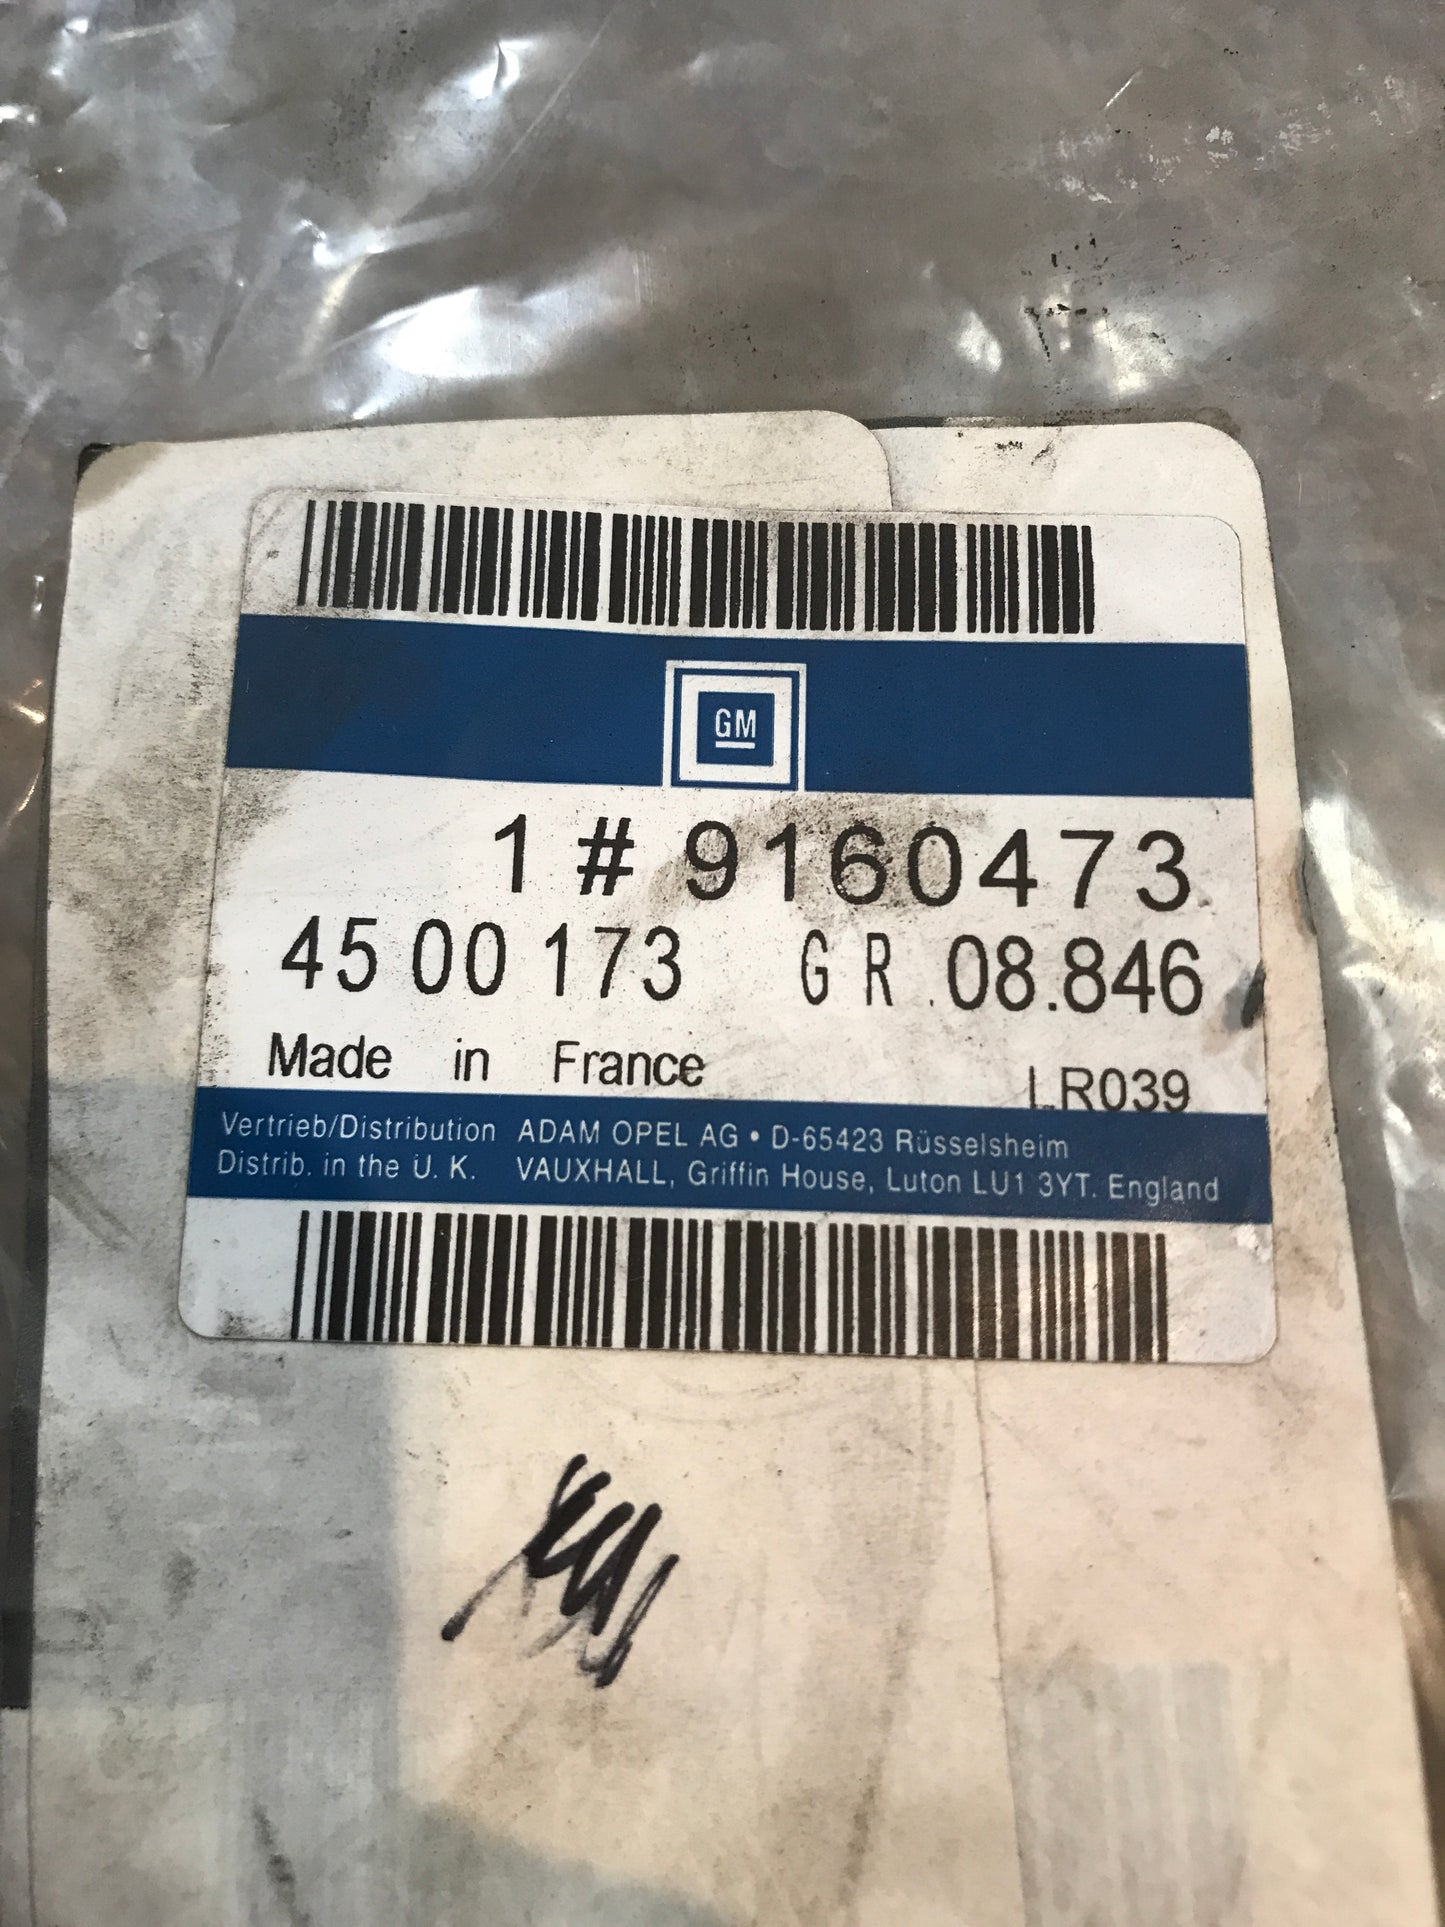 GM
1 # 9160473
45 00 173 GR. 08.846
Made in France LR039
Vertrieb/Distribution ADAM OPEL AG • D-65423 Rüsselsheim
Distrib. in the U. K. VAUXHALL, Griffin House, Luton LU1 3YT. England